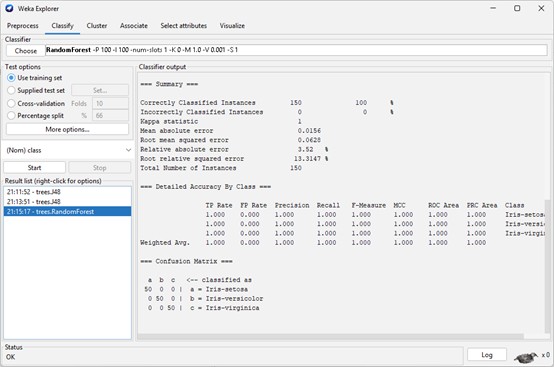 Weka Explorer
Preprocess Classify Cluster Associate Select attributes Visualize
Classifier
Choose RandomForest -P 100 -I 100 -num-slots 1 -K 0 -M 1.0 -V 0.001 -S 1
Test options
Use training set
Supplied test set Set...
Cross-validation Folds 10
Percentage split % 66
More options...
(Nom) class
Start Stop
Result list (right-click for options)
21:11:52 - trees.J48
21:13:51 - trees.J48
21:15:17 - trees.RandomForest
Classifier output
=== Summary ===
Correctly Classified Instances 150 100 %
Incorrectly Classified Instances 0 0 %
Kappa statistic 1
Mean absolute error 0.0156
Root mean squared error 0.0628
Relative absolute error 3.52 %
Root relative squared error 13.3147 %
Total Number of Instances 150
=== Detailed Accuracy By Class ===
TP Rate FP Rate Precision Recall F-Measure MCC ROC Area PRC Area Class
1.000 0.000 1.000 1.000 1.000 1.000 1.000 1.000 Iris-setosa
1.000 0.000 1.000 1.000 1.000 1.000 1.000 1.000 Iris-versi
1.000 0.000 1.000 1.000 1.000 1.000 1.000 1.000 Iris-virgi
Weighted Avg. 1.000 0.000 1.000 1.000 1.000 1.000 1.000 1.000
=== Confusion Matrix ===
a b c <-- classified as
50 0 0 | a = Iris-setosa
0 50 0 | b = Iris-versicolor
0 0 50 | c = Iris-virginica
Status
OK
Log x 0